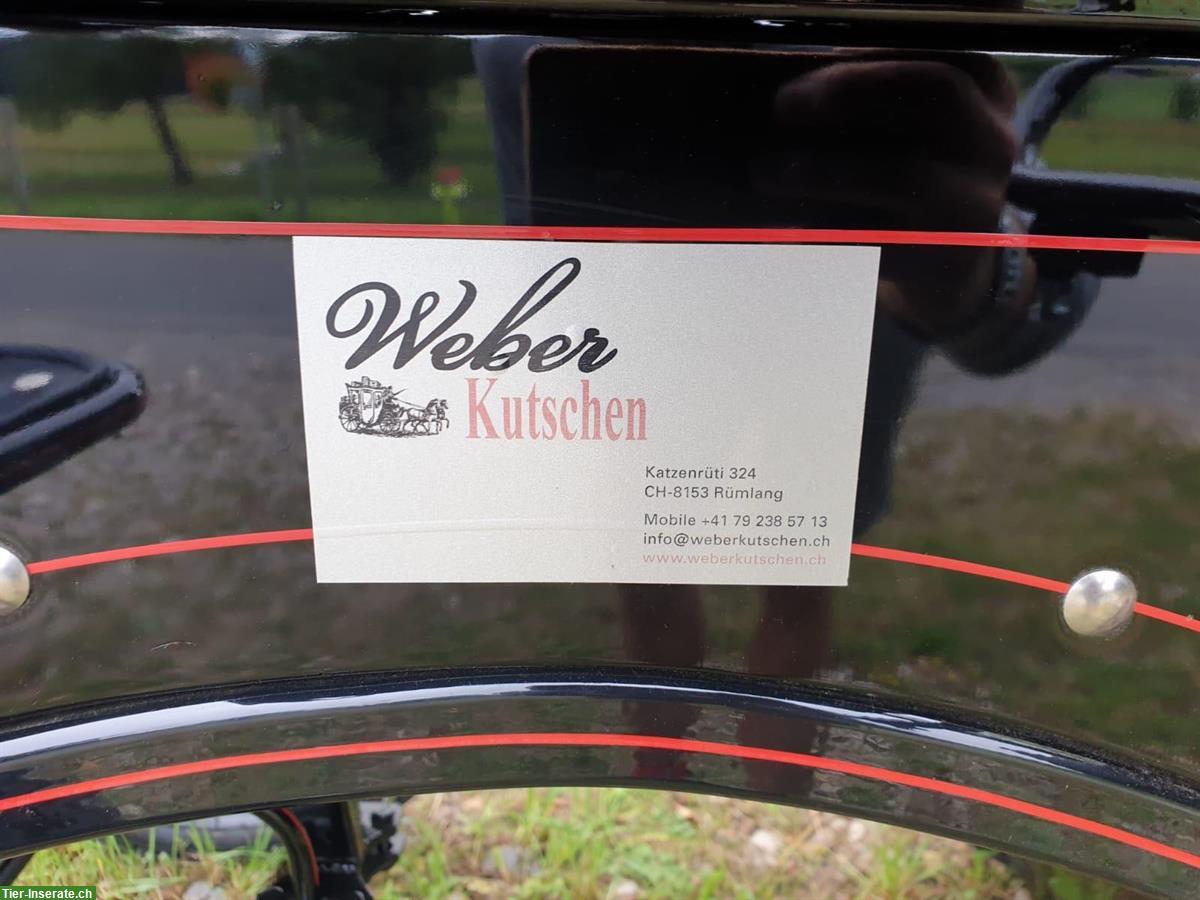 Weber
Kutschen
Katzenrüti 324
CH-8153 Rümlang
Mobile +41 79 238 57 13
info@weberkutschen.ch
www.weberkutschen.ch
Tier-Inserate.ch